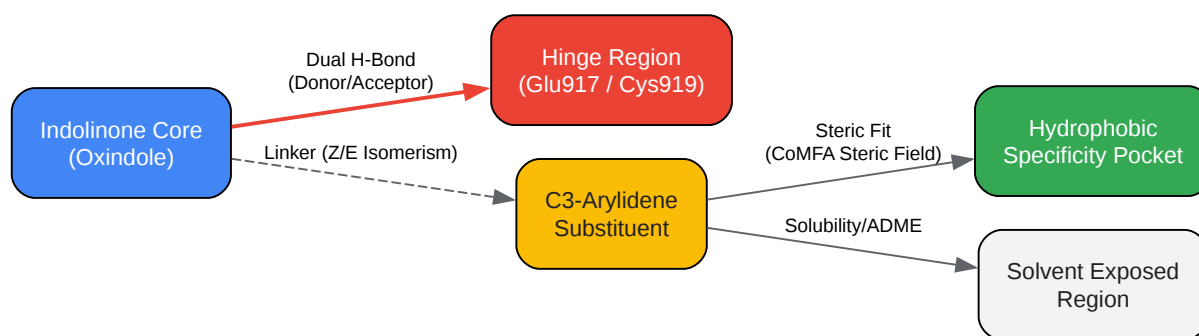 Indolinone Core
(Oxindole)
Dual H-Bond
(Donor/Acceptor)
Hinge Region
(Glu917 / Cys919)
Linker (Z/E Isomerism)
C3-Arylidene
Substituent
Steric Fit
(CoMFA Steric Field)
Hydrophobic
Specificity Pocket
Solubility/ADME
Solvent Exposed
Region